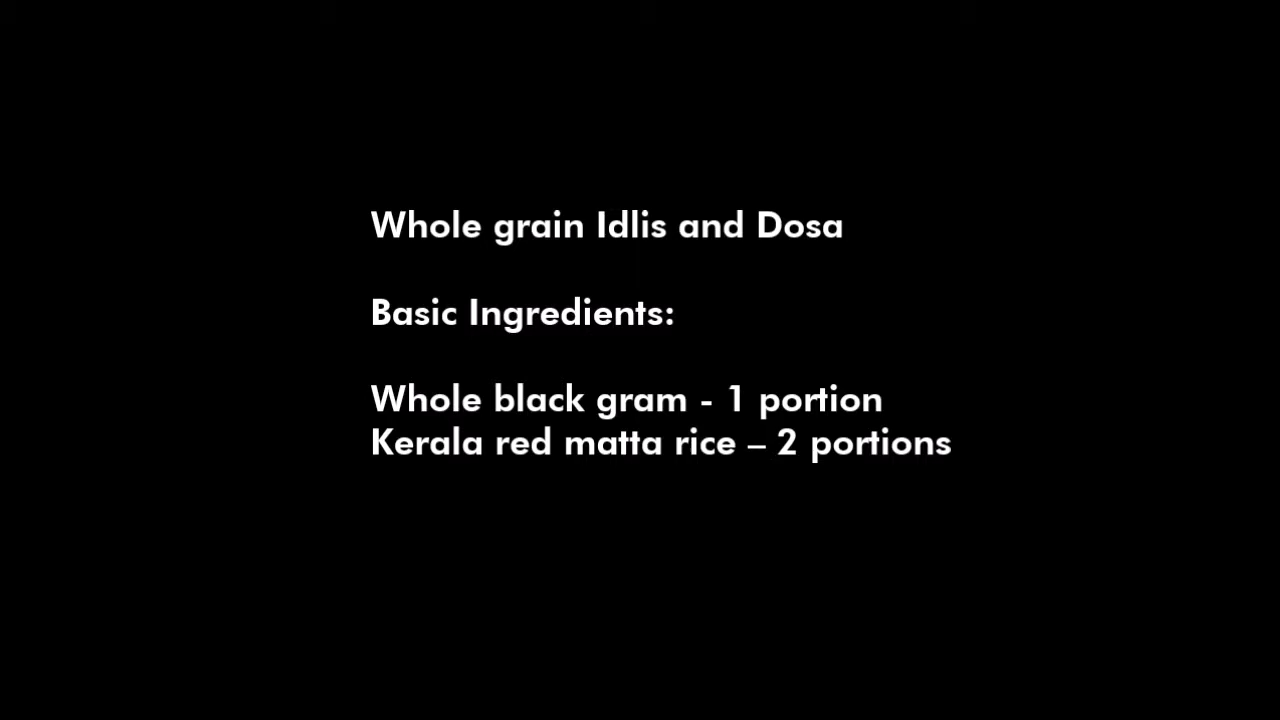 Whole grain Idlis and Dosa
Basic Ingredients:
Whole black gram - 1 portion
Kerala red matta rice – 2 portions